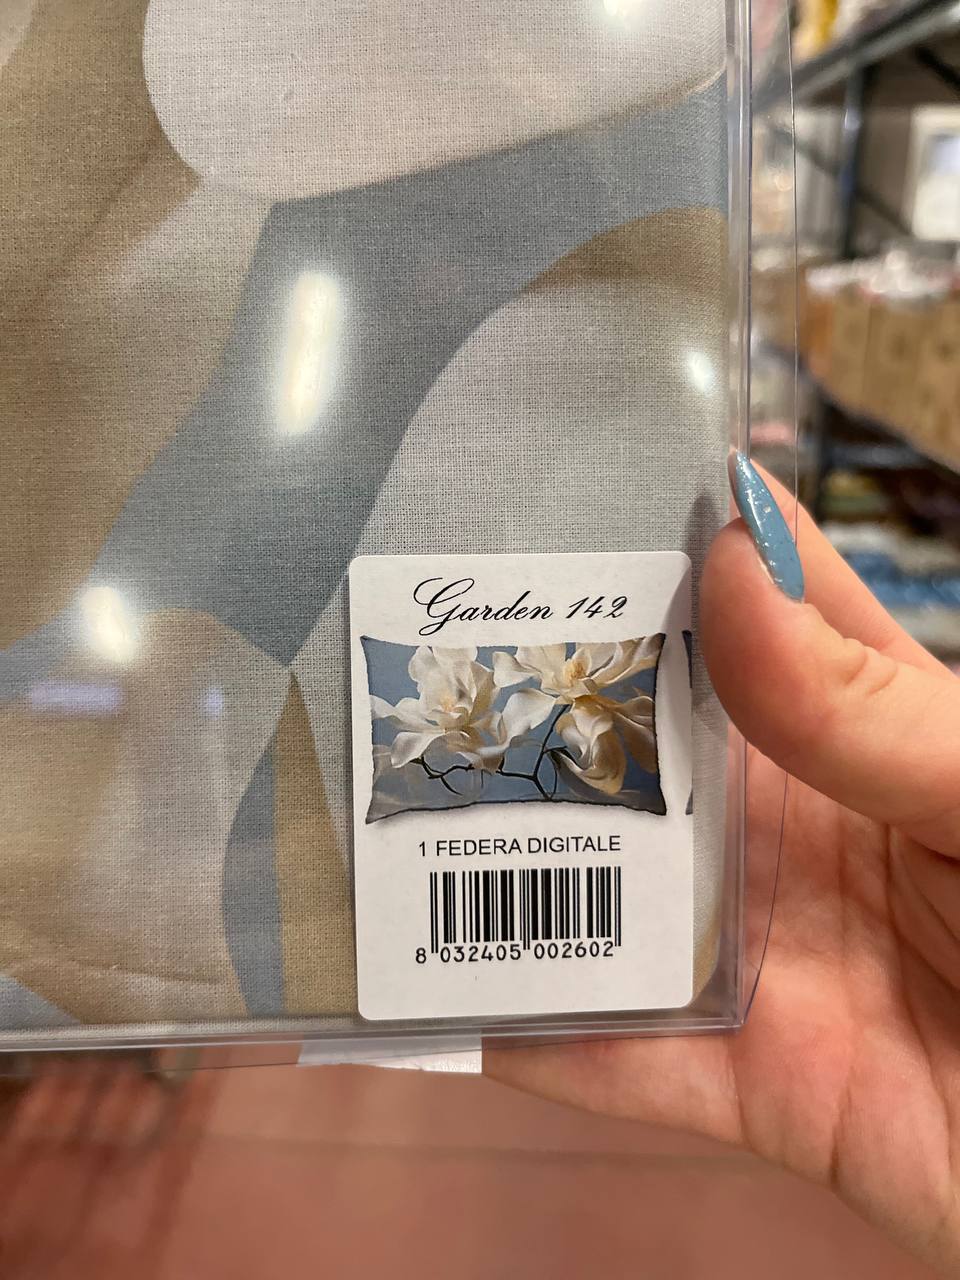 Garden 142
1 FEDERA DIGITALE
8 032405 002602